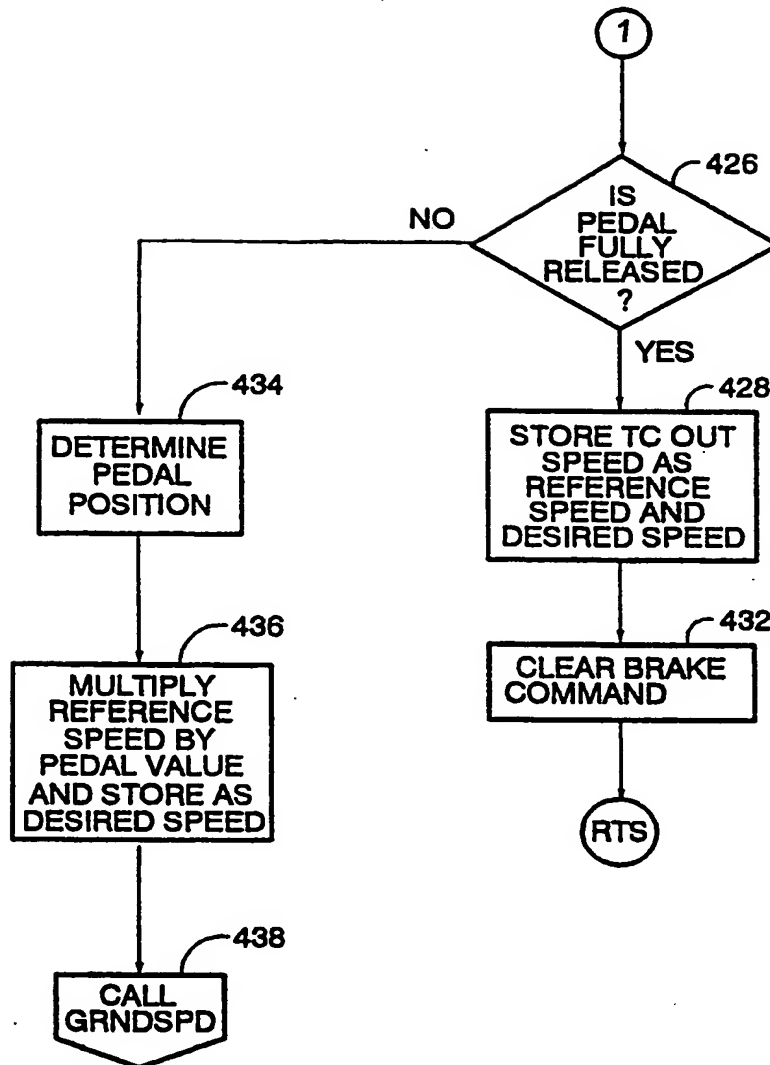 1
426
IS
PEDAL
FULLY
RELEASED
?
NO
YES
434
DETERMINE
PEDAL
POSITION
428
STORE TC OUT
SPEED AS
REFERENCE
SPEED AND
DESIRED SPEED
436
MULTIPLY
REFERENCE
SPEED BY
PEDAL VALUE
AND STORE AS
DESIRED SPEED
432
CLEAR BRAKE
COMMAND
RTS
438
CALL
GRNDSPD